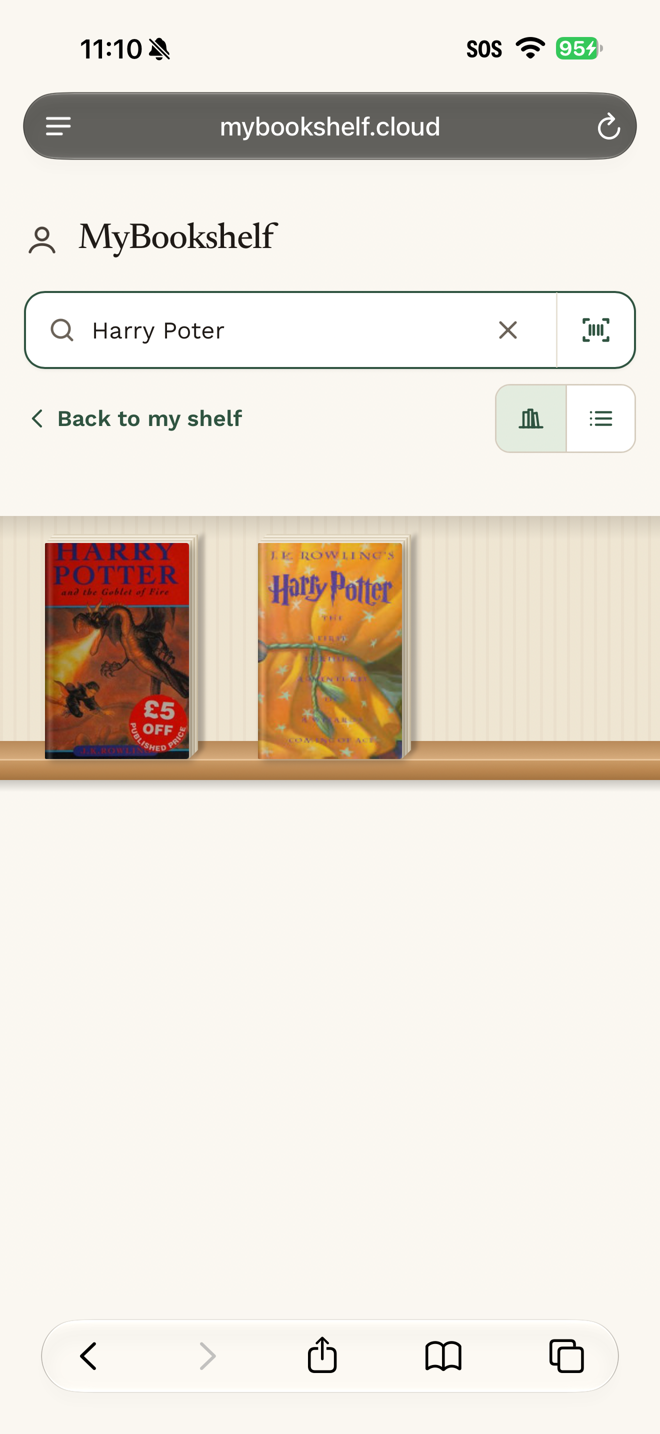 11:10
SOS
95
mybookshelf.cloud
MyBookshelf
Harry Poter
Back to my shelf
HARRY
POTTER
and the Goblet of Fire
£5
OFF
PUBLISHED PRICE
J.K. ROWLING'S
Harry Potter
THE